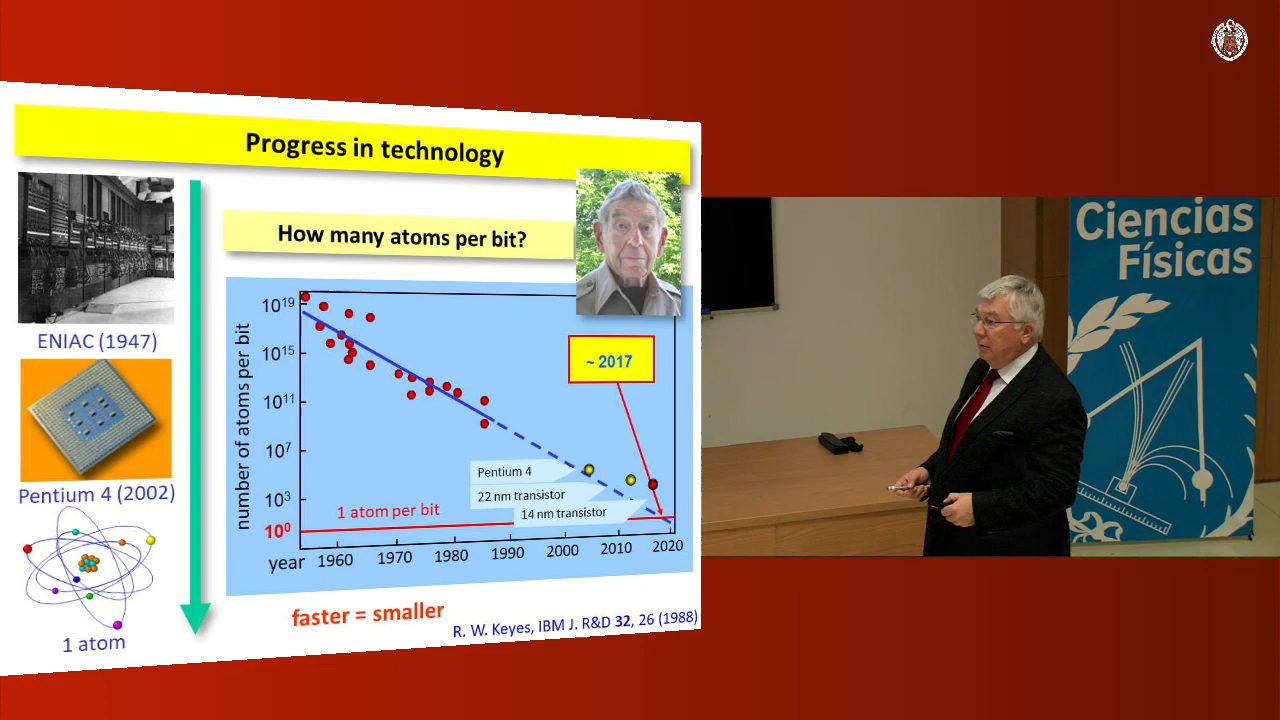 Progress in technology
How many atoms per bit?
ENIAC (1947)
Pentium 4 (2002)
1 atom
number of atoms per bit
10¹⁹
10¹⁵
10¹¹
10⁷
10³
10⁰
~ 2017
Pentium 4
22 nm transistor
14 nm transistor
1 atom per bit
year 1960 1970 1980 1990 2000 2010 2020
faster = smaller
R. W. Keyes, IBM J. R&D 32, 26 (1988)
Ciencias
Físicas